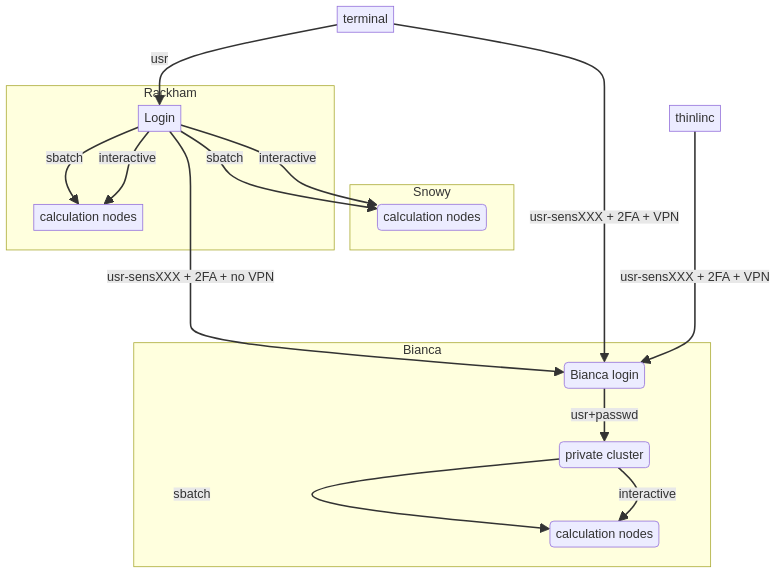 terminal
usr
Rackham
Login
thinlinc
sbatch
interactive
sbatch
interactive
Snowy
calculation nodes
calculation nodes
usr-sensXXX + 2FA + VPN
usr-sensXXX + 2FA + no VPN
usr-sensXXX + 2FA + VPN
Bianca
Bianca login
usr+passwd
private cluster
sbatch
interactive
calculation nodes